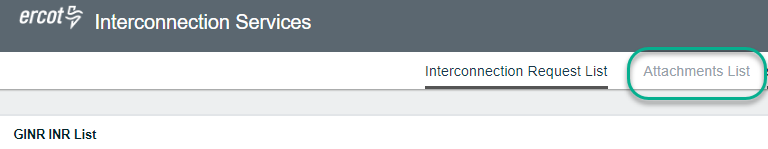 ercot Interconnection Services
Interconnection Request List Attachments List
GINR INR List